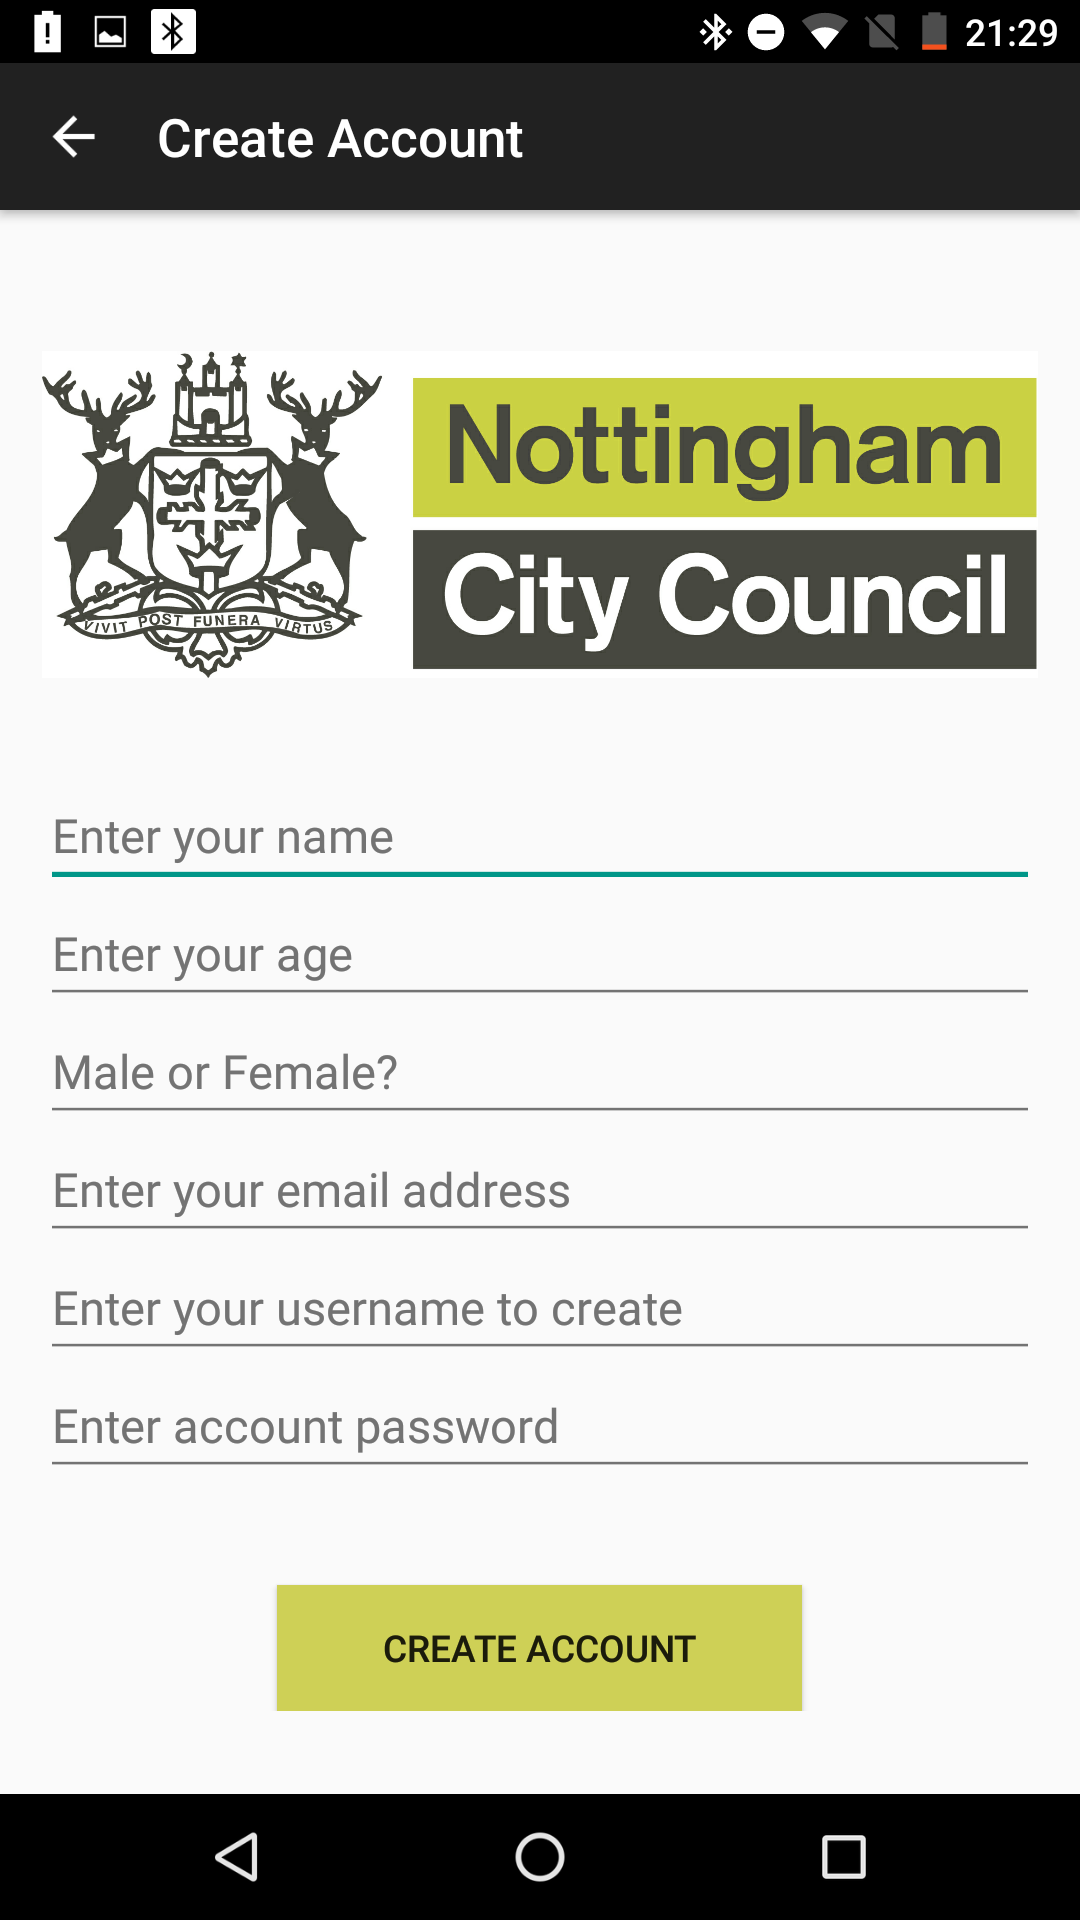 21:29
Create Account
Nottingham
City Council
VIVIT POST FUNERA VIRTUS
Enter your name
Enter your age
Male or Female?
Enter your email address
Enter your username to create
Enter account password
CREATE ACCOUNT